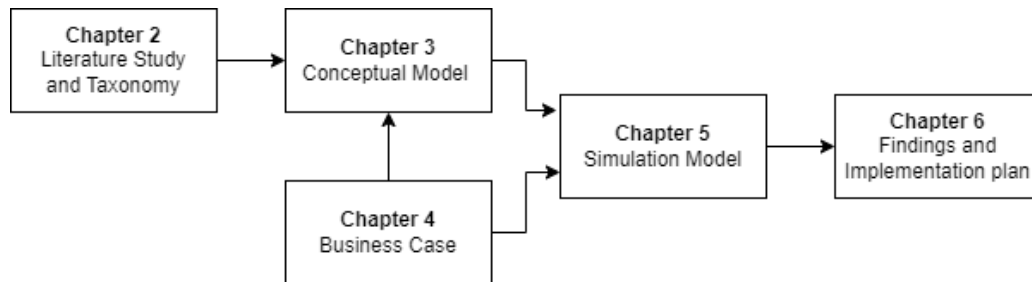 Chapter 2
Literature Study
and Taxonomy
Chapter 3
Conceptual Model
Chapter 4
Business Case
Chapter 5
Simulation Model
Chapter 6
Findings and
Implementation plan